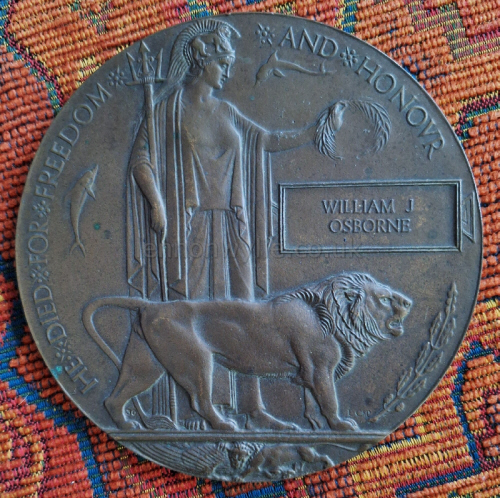 HE DIED FOR FREEDOM AND HONOVR
WILLIAM J
OSBORNE